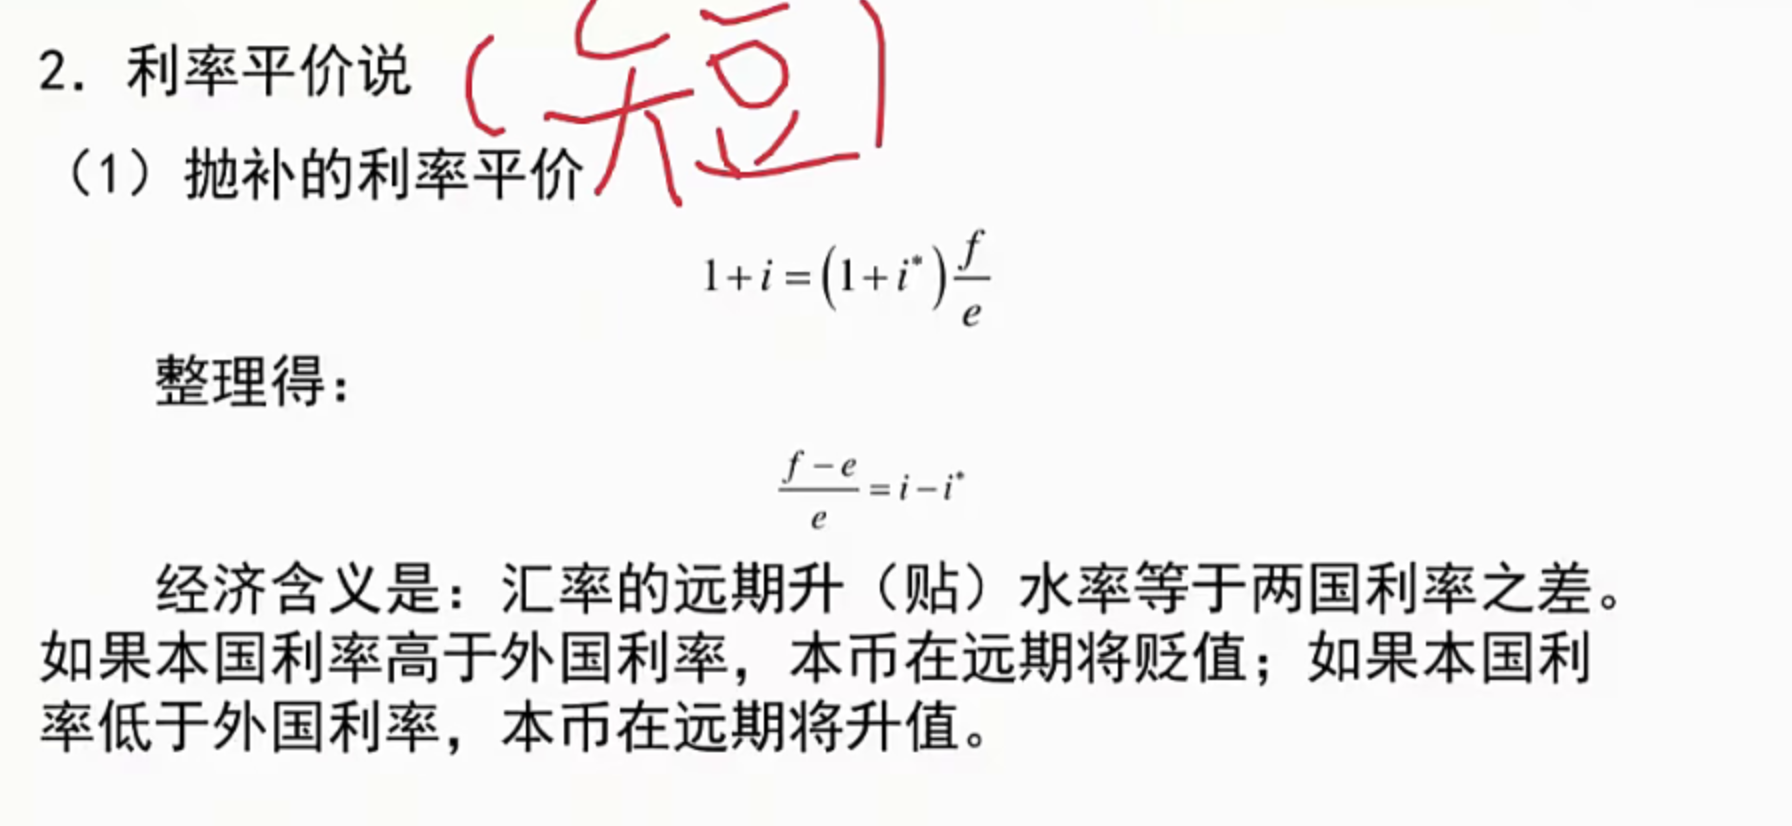 2. 利率平价说 (短)
（1）抛补的利率平价
1+i=(1+i*)f/e
整理得：
(f-e)/e=i-i*
经济含义是：汇率的远期升（贴）水率等于两国利率之差。
如果本国利率高于外国利率，本币在远期将贬值；如果本国利
率低于外国利率，本币在远期将升值。